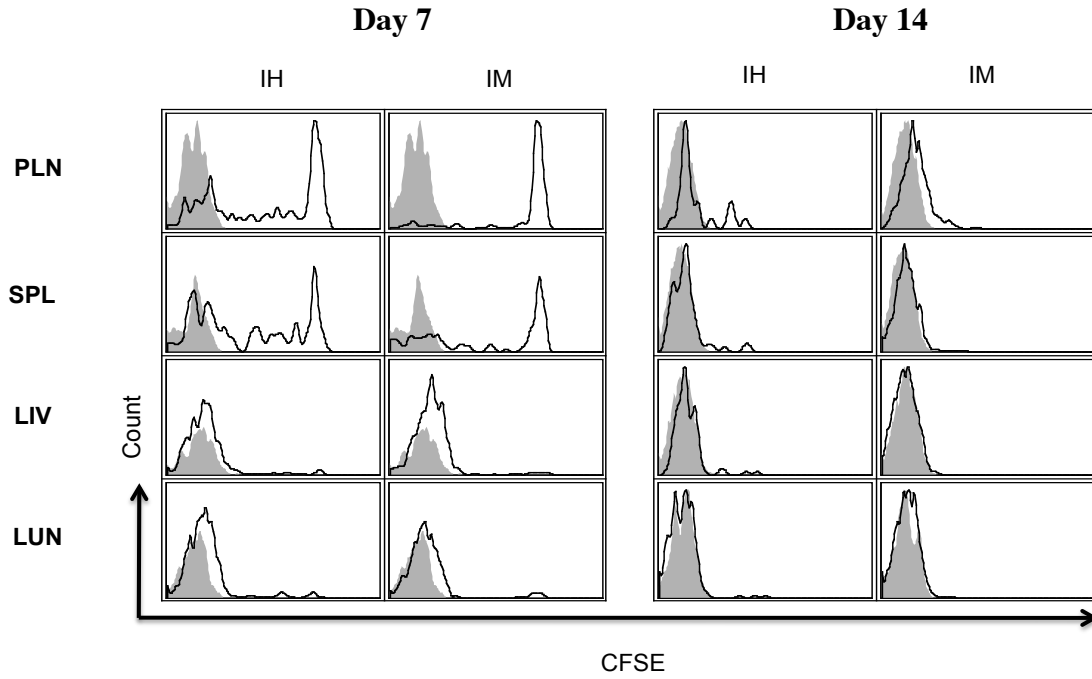 Day 7 Day 14
IH IM IH IM
PLN
SPL
LIV
LUN
Count
CFSE